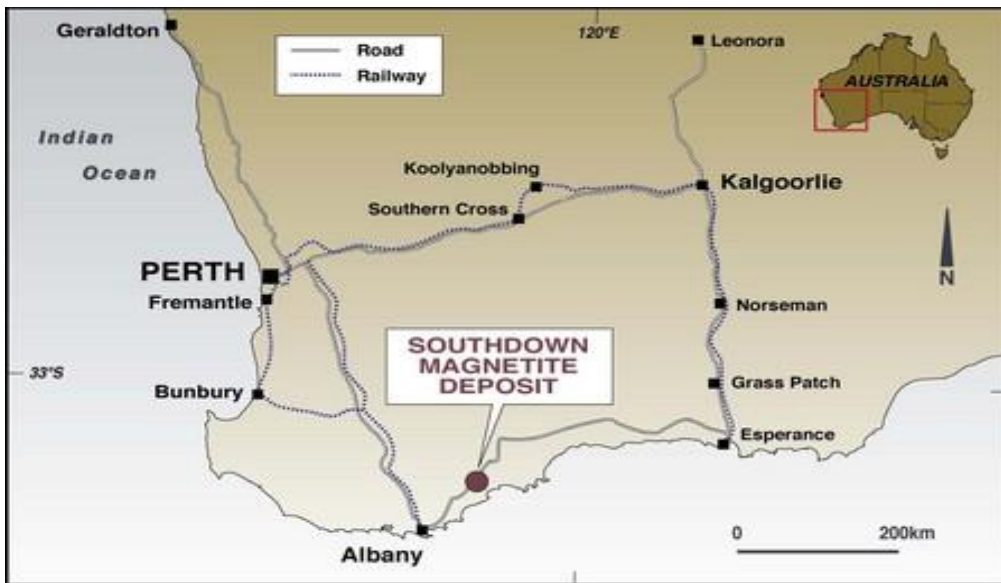 Geraldton
120°E
Leonora
Road
Railway
AUSTRALIA
Indian
Ocean
Koolyanobbing
Kalgoorlie
Southern Cross
PERTH
N
Fremantle
Norseman
SOUTHDOWN
MAGNETITE
DEPOSIT
33°S
Bunbury
Grass Patch
Esperance
0 200km
Albany